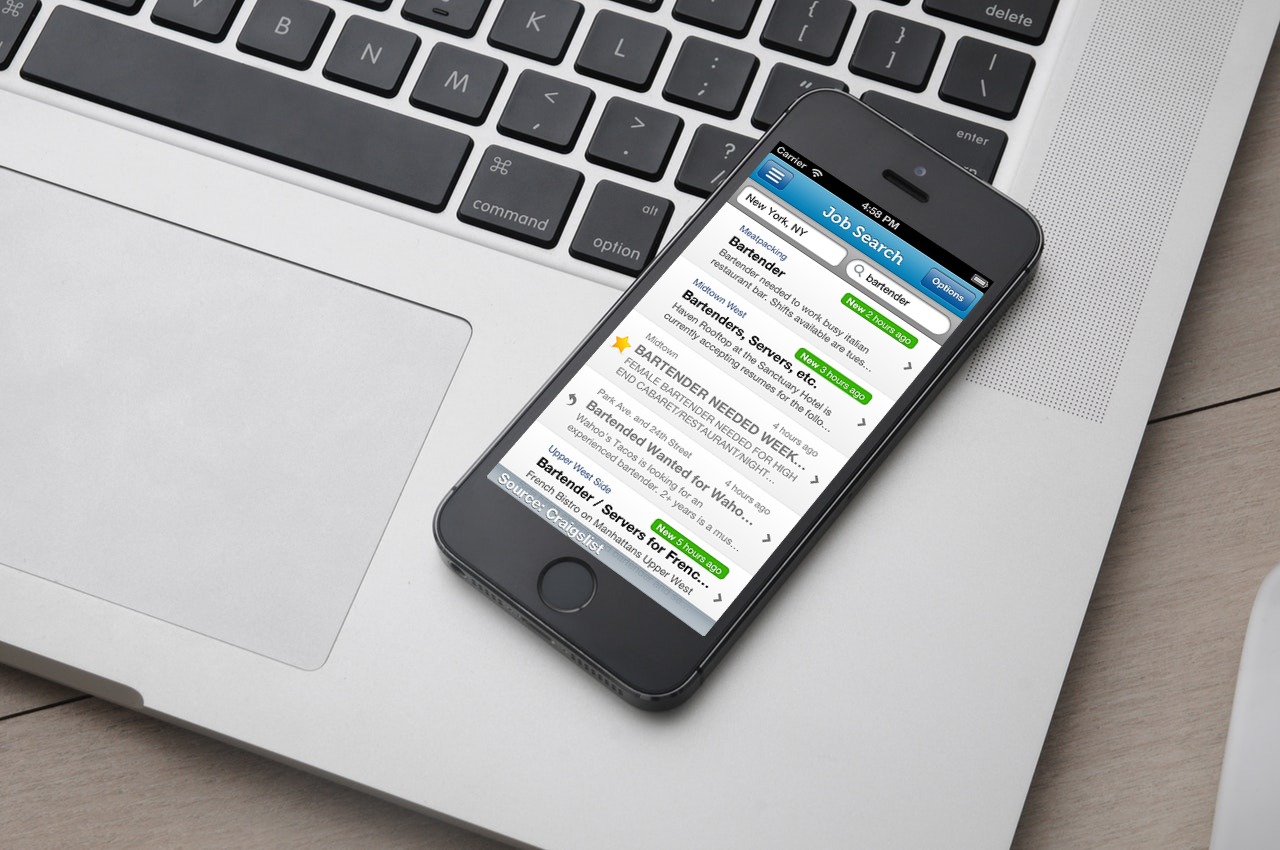 ⌘
V
B
N
M
K
L
{
[
}
]
delete
:
;
"
|
\
<
,
>
.
?
/
enter
⌘
command
alt
option
Carrier
4:58 PM
Job Search
Options
New York, NY
bartender
Meatpacking
Bartender
New 2 hours ago
Bartender needed to work busy italian
restaurant bar. Shifts available are tues...
Midtown West
Bartenders, Servers, etc.
New 3 hours ago
Haven Rooftop at the Sanctuary Hotel is
currently accepting resumes for the follo...
Midtown
4 hours ago
BARTENDER NEEDED WEEK...
FEMALE BARTENDER NEEDED FOR HIGH
END CABARET/RESTAURANT/NIGHT...
Park Ave. and 24th Street
4 hours ago
Bartended Wanted for Waho...
Wahoo's Tacos is looking for an
experienced bartender. 2+ years is a mus...
Upper West Side
New 5 hours ago
Bartender / Servers for Frenc...
French Bistro on Manhattans Upper West
Source: Craigslist